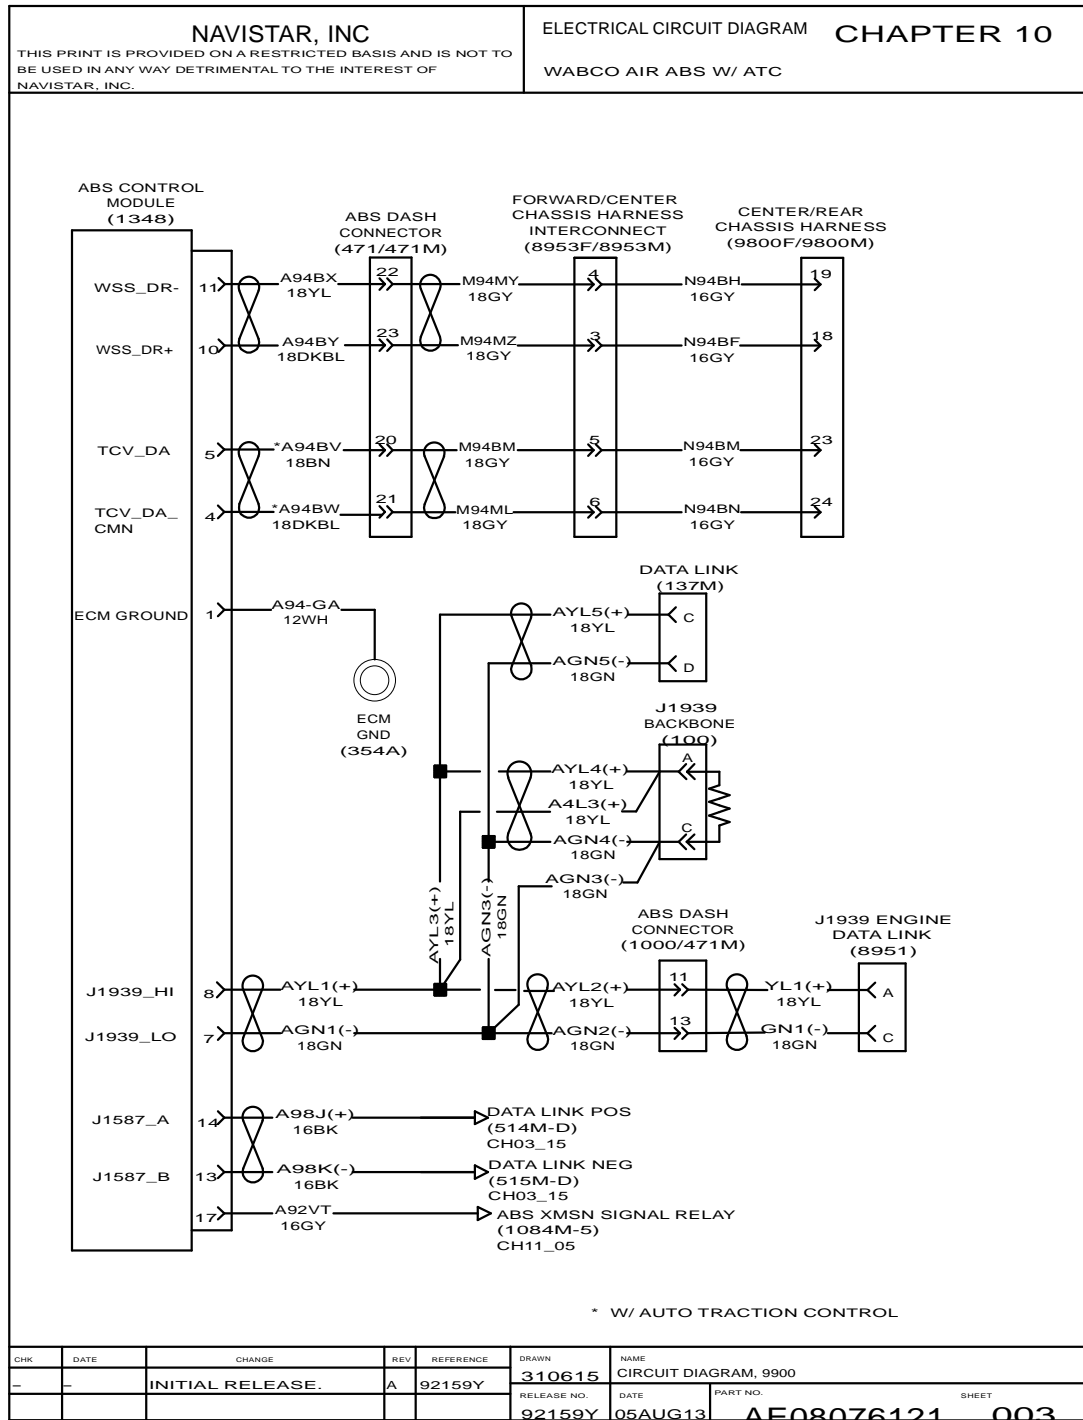 NAVISTAR, INC
THIS PRINT IS PROVIDED ON A RESTRICTED BASIS AND IS NOT TO
BE USED IN ANY WAY DETRIMENTAL TO THE INTEREST OF
NAVISTAR, INC.
ELECTRICAL CIRCUIT DIAGRAM CHAPTER 10
WABCO AIR ABS W/ ATC
ABS CONTROL
MODULE
(1348)
ABS DASH
CONNECTOR
(471/471M)
FORWARD/CENTER
CHASSIS HARNESS
INTERCONNECT
(8953F/8953M)
CENTER/REAR
CHASSIS HARNESS
(9800F/9800M)
WSS_DR- 11 A94BX 22 M94MY 4 N94BH 19
18YL 18GY 16GY
WSS_DR+ 10 A94BY 23 M94MZ 3 N94BF 18
18DKBL 18GY 16GY
TCV_DA 5 *A94BV 20 M94BM 5 N94BM 23
18BN 18GY 16GY
TCV_DA_
CMN 4 *A94BW 21 M94ML 6 N94BN 24
18DKBL 18GY 16GY
ECM GROUND 1 A94-GA
12WH
ECM
GND
(354A)
DATA LINK
(137M)
AYL5(+) C
18YL
AGN5(-) D
18GN
J1939
BACKBONE
(100)
AYL4(+) A
18YL
A4L3(+)
18YL
AGN4(-) C
18GN
AGN3(-)
18GN
AYL3(+)
18YL
AGN3(-)
18GN
ABS DASH
CONNECTOR
(1000/471M)
J1939 ENGINE
DATA LINK
(8951)
J1939_HI 8 AYL1(+) AYL2(+) 11 YL1(+) A
18YL 18YL 18YL
J1939_LO 7 AGN1(-) AGN2(-) 13 GN1(-) C
18GN 18GN 18GN
J1587_A 14 A98J(+) DATA LINK POS
16BK (514M-D)
CH03_15
J1587_B 13 A98K(-) DATA LINK NEG
16BK (515M-D)
CH03_15
17 A92VT ABS XMSN SIGNAL RELAY
16GY (1084M-5)
CH11_05
* W/ AUTO TRACTION CONTROL
CHK DATE CHANGE REV REFERENCE
- - INITIAL RELEASE. A 92159Y
DRAWN NAME
310615 CIRCUIT DIAGRAM, 9900
RELEASE NO. DATE PART NO. SHEET
92159Y 05AUG13 AE08076121 003